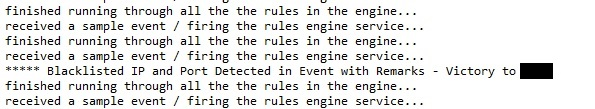 finished running through all the the rules in the engine...
received a sample event / firing the rules engine service...
finished running through all the the rules in the engine...
received a sample event / firing the rules engine service...
***** Blacklisted IP and Port Detected in Event with Remarks - Victory to
finished running through all the the rules in the engine...
received a sample event / firing the rules engine service...